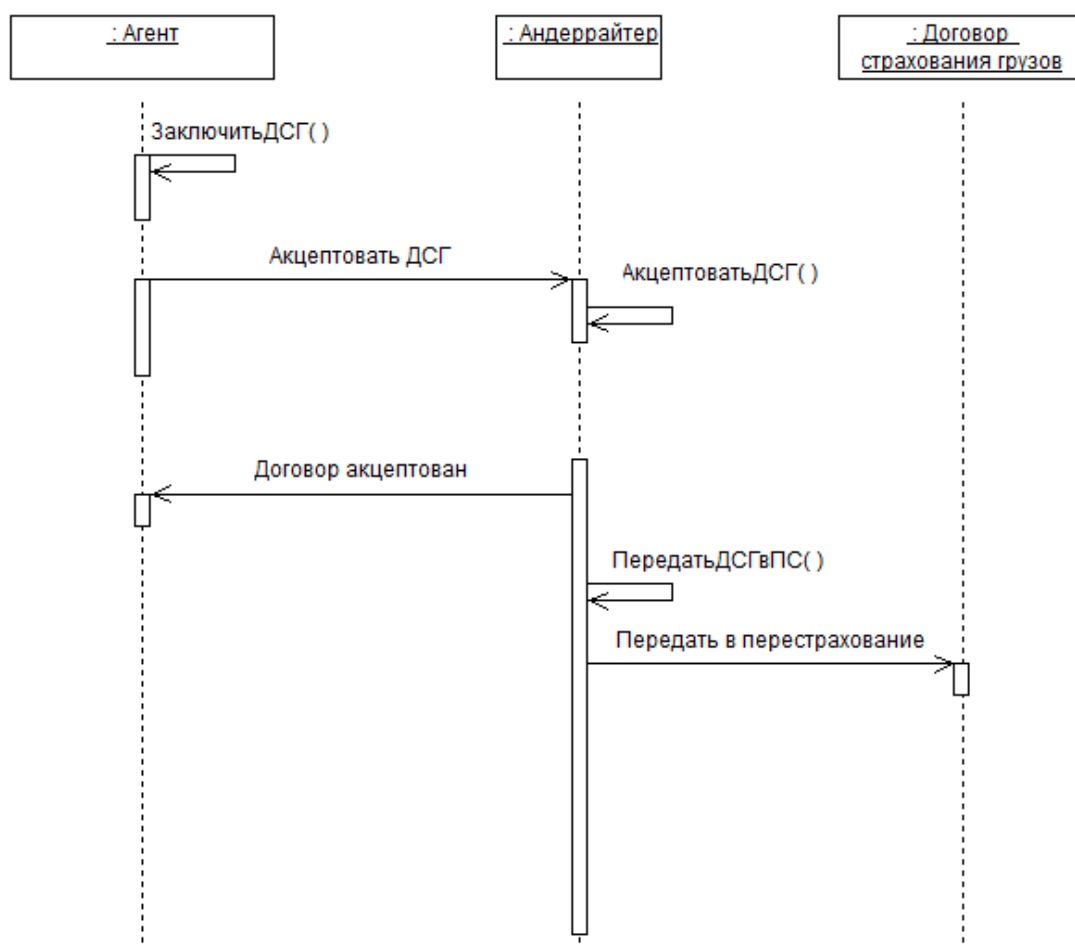 : Агент
: Андеррайтер
: Договор
страхования грузов
ЗаключитьДСГ( )
Акцептовать ДСГ
АкцептоватьДСГ( )
Договор акцептован
ПередатьДСГвПС( )
Передать в перестрахование